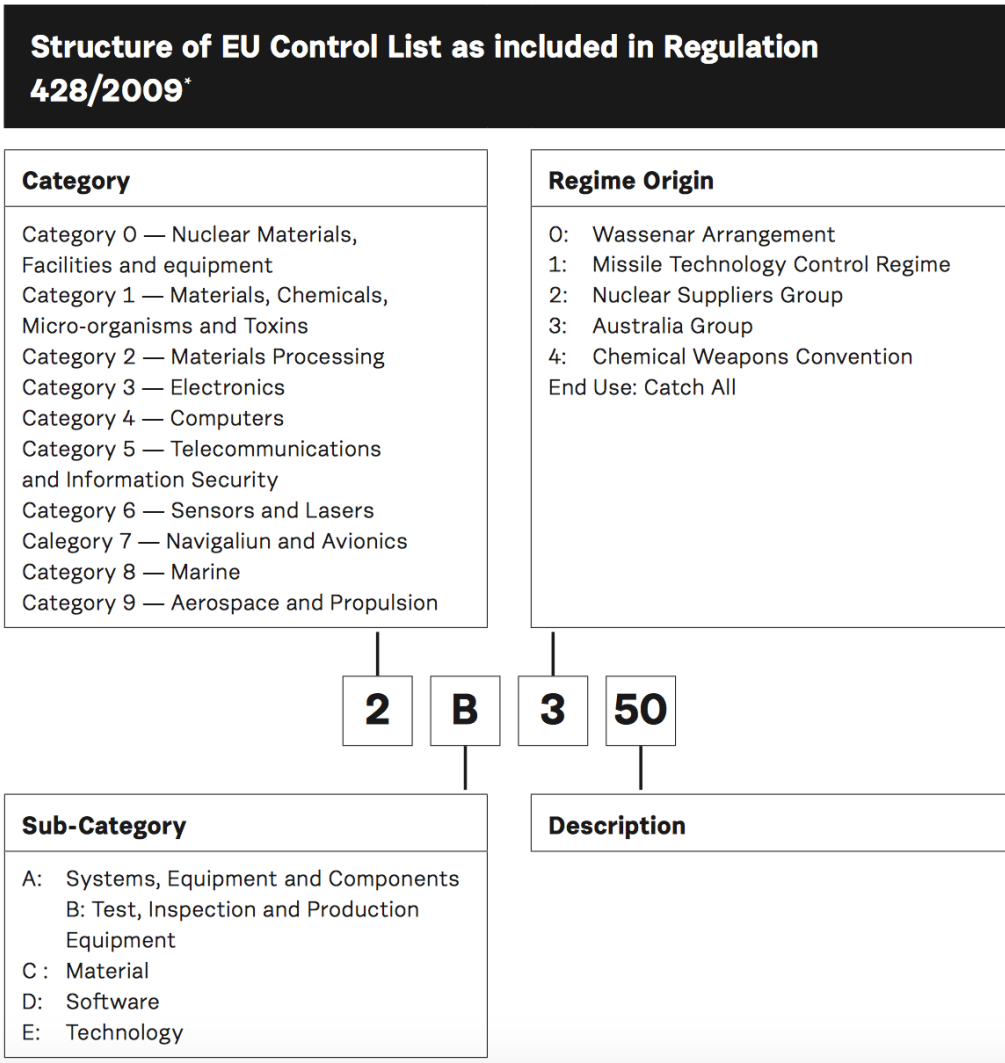 Structure of EU Control List as included in Regulation
428/2009*
Category
Category 0 — Nuclear Materials,
Facilities and equipment
Category 1 — Materials, Chemicals,
Micro-organisms and Toxins
Category 2 — Materials Processing
Category 3 — Electronics
Category 4 — Computers
Category 5 — Telecommunications
and Information Security
Category 6 — Sensors and Lasers
Calegory 7 — Navigaliun and Avionics
Category 8 — Marine
Category 9 — Aerospace and Propulsion
Regime Origin
0: Wassenar Arrangement
1: Missile Technology Control Regime
2: Nuclear Suppliers Group
3: Australia Group
4: Chemical Weapons Convention
End Use: Catch All
2 B 3 50
Sub-Category
A: Systems, Equipment and Components
B: Test, Inspection and Production
Equipment
C : Material
D: Software
E: Technology
Description